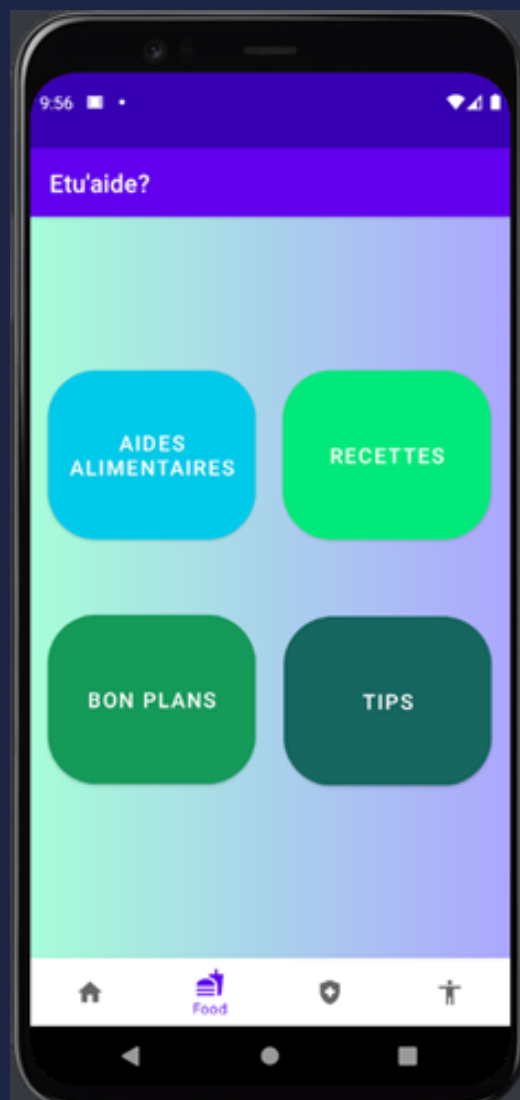 9:56
Etu'aide?
AIDES
ALIMENTAIRES
RECETTES
BON PLANS
TIPS
Food